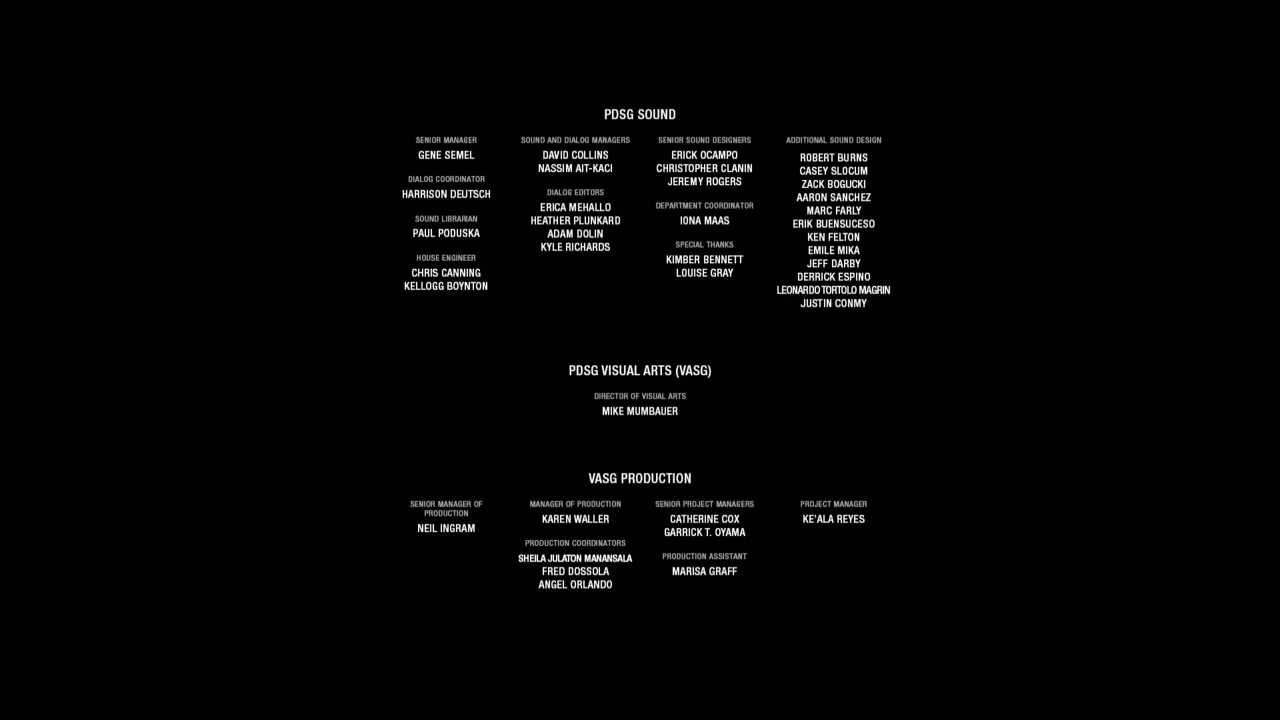 PDSG SOUND
SENIOR MANAGER
GENE SEMEL
DIALOG COORDINATOR
HARRISON DEUTSCH
SOUND LIBRARIAN
PAUL PODUSKA
HOUSE ENGINEER
CHRIS CANNING
KELLOGG BOYNTON
SOUND AND DIALOG MANAGERS
DAVID COLLINS
NASSIM AIT-KACI
DIALOG EDITORS
ERICA MEHALLO
HEATHER PLUNKARD
ADAM DOLIN
KYLE RICHARDS
SENIOR SOUND DESIGNERS
ERICK OCAMPO
CHRISTOPHER CLANIN
JEREMY ROGERS
DEPARTMENT COORDINATOR
IONA MAAS
SPECIAL THANKS
KIMBER BENNETT
LOUISE GRAY
ADDITIONAL SOUND DESIGN
ROBERT BURNS
CASEY SLOCUM
ZACK BOGUCKI
AARON SANCHEZ
MARC FARLY
ERIK BUENSUCESO
KEN FELTON
EMILE MIKA
JEFF DARBY
DERRICK ESPINO
LEONARDO TORTOLO MAGRIN
JUSTIN CONMY
PDSG VISUAL ARTS (VASG)
DIRECTOR OF VISUAL ARTS
MIKE MUMBAUER
VASG PRODUCTION
SENIOR MANAGER OF
PRODUCTION
NEIL INGRAM
MANAGER OF PRODUCTION
KAREN WALLER
PRODUCTION COORDINATORS
SHEILA JULATON MANANSALA
FRED DOSSOLA
ANGEL ORLANDO
SENIOR PROJECT MANAGERS
CATHERINE COX
GARRICK T. OYAMA
PRODUCTION ASSISTANT
MARISA GRAFF
PROJECT MANAGER
KE'ALA REYES